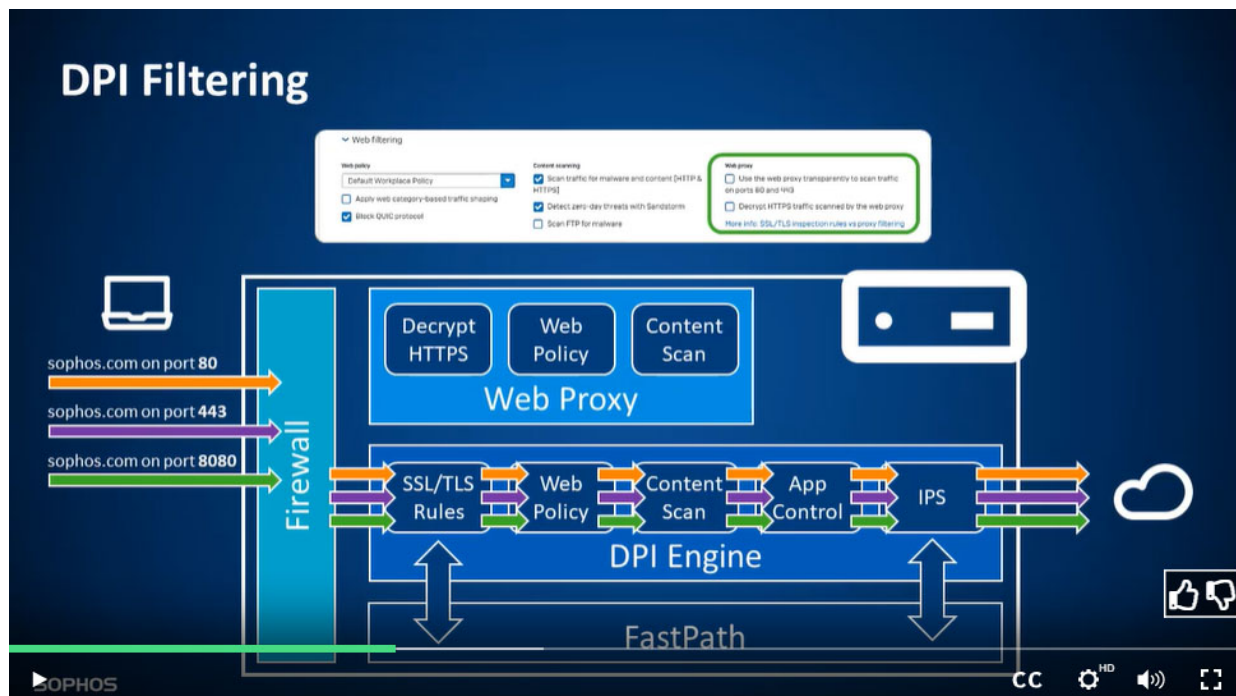 DPI Filtering
Web filtering
Web policy
Default Workplace Policy
Apply web category-based traffic shaping
Block QUIC protocol
Content scanning
Scan traffic for malware and content [HTTP &
HTTPS]
Detect zero-day threats with Sandstorm
Scan FTP for malware
Web proxy
Use the web proxy transparently to scan traffic
on ports 80 and 443
Decrypt HTTPS traffic scanned by the web proxy
More info: SSL/TLS inspection rules vs proxy filtering
sophos.com on port 80
sophos.com on port 443
sophos.com on port 8080
Firewall
Decrypt
HTTPS
Web
Policy
Content
Scan
Web Proxy
SSL/TLS
Rules
Web
Policy
Content
Scan
App
Control
IPS
DPI Engine
FastPath
SOPHOS
CC
HD